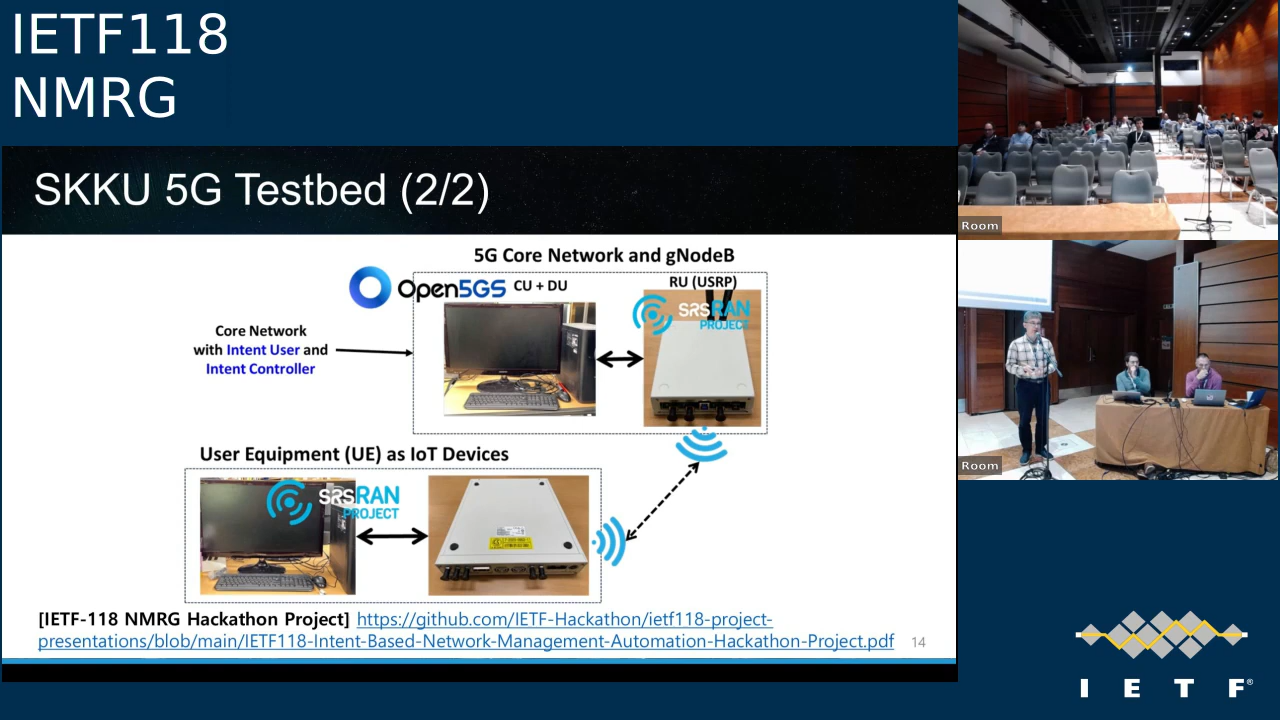 IETF118
NMRG
SKKU 5G Testbed (2/2)
5G Core Network and gNodeB
Open5GS
CU + DU
RU (USRP)
SRSRAN
PROJECT
Core Network
with Intent User and
Intent Controller
User Equipment (UE) as IoT Devices
SRSRAN
PROJECT
[IETF-118 NMRG Hackathon Project] https://github.com/IETF-Hackathon/ietf118-project-
presentations/blob/main/IETF118-Intent-Based-Network-Management-Automation-Hackathon-Project.pdf
14
Room
Room
I E T F®